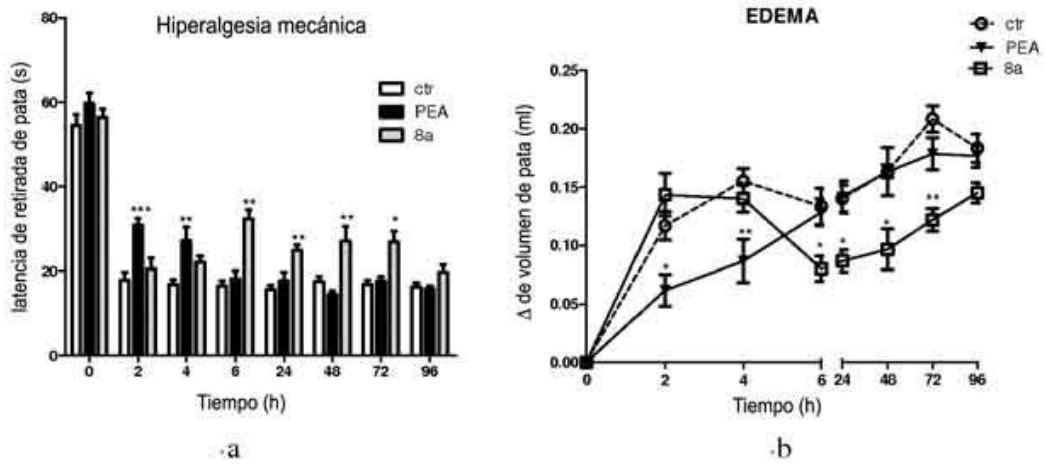 Hiperalgesia mecánica
latencia de retirada de pata (s)
80
60
40
20
0
ctr
PEA
8a
***
**
**
**
**
*
0 2 4 6 24 48 72 96
Tiempo (h)
.a
EDEMA
ctr
PEA
8a
Δ de volumen de pata (ml)
0.25
0.20
0.15
0.10
0.05
0.00
*
**
*
*
*
**
0 2 4 6 24 48 72 96
Tiempo (h)
.b